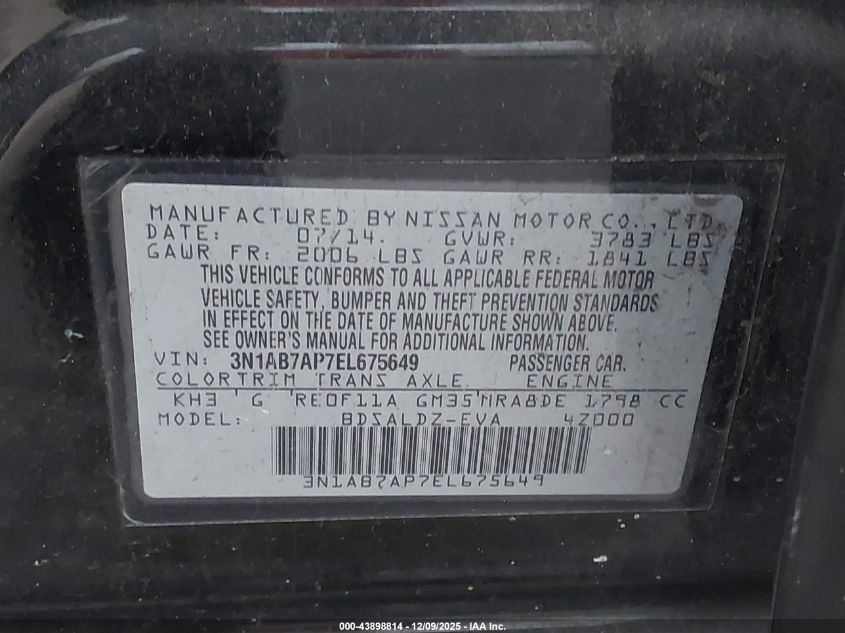 MANUFACTURED BY NISSAN MOTOR CO., LTD.
DATE: 07/14. GVWR: 3783 LBS
GAWR FR: 2006 LBS GAWR RR: 1841 LBS
THIS VEHICLE CONFORMS TO ALL APPLICABLE FEDERAL MOTOR
VEHICLE SAFETY, BUMPER AND THEFT PREVENTION STANDARDS
IN EFFECT ON THE DATE OF MANUFACTURE SHOWN ABOVE.
SEE OWNER'S MANUAL FOR ADDITIONAL INFORMATION.
VIN: 3N1AB7AP7EL675649 PASSENGER CAR.
COLOR TRIM TRANS AXLE ENGINE
KH3 G RE0F11A GM35 MRA8DE 1798 CC
MODEL: BDSALDZ-EVA 4Z000
3N1AB7AP7EL675649
000-43898814 - 12/09/2025 - IAA Inc.